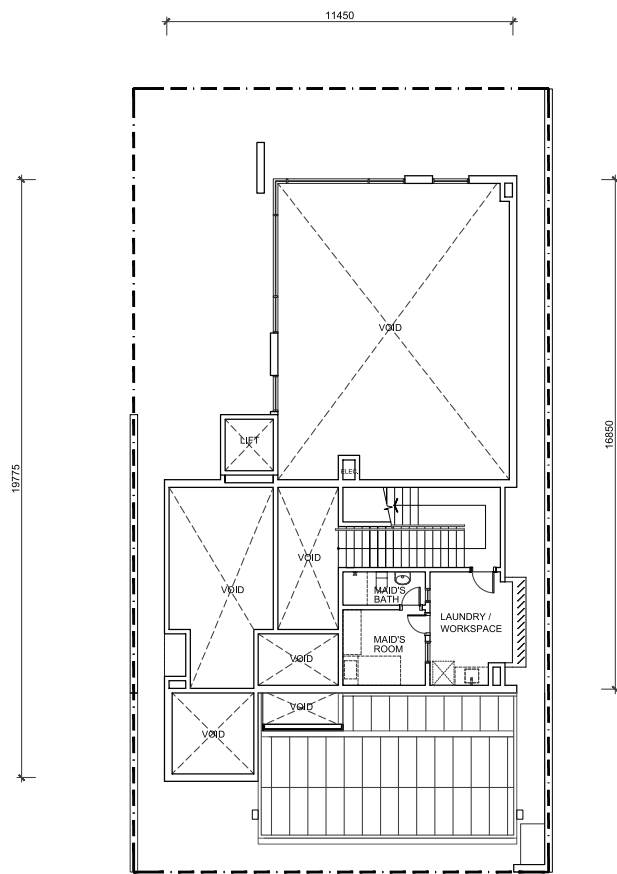 11450
VOID
19775
16850
LIFT
ELEC.
VOID
VOID
MAID'S
BATH
LAUNDRY /
WORKSPACE
MAID'S
ROOM
VOID
VOID
VOID